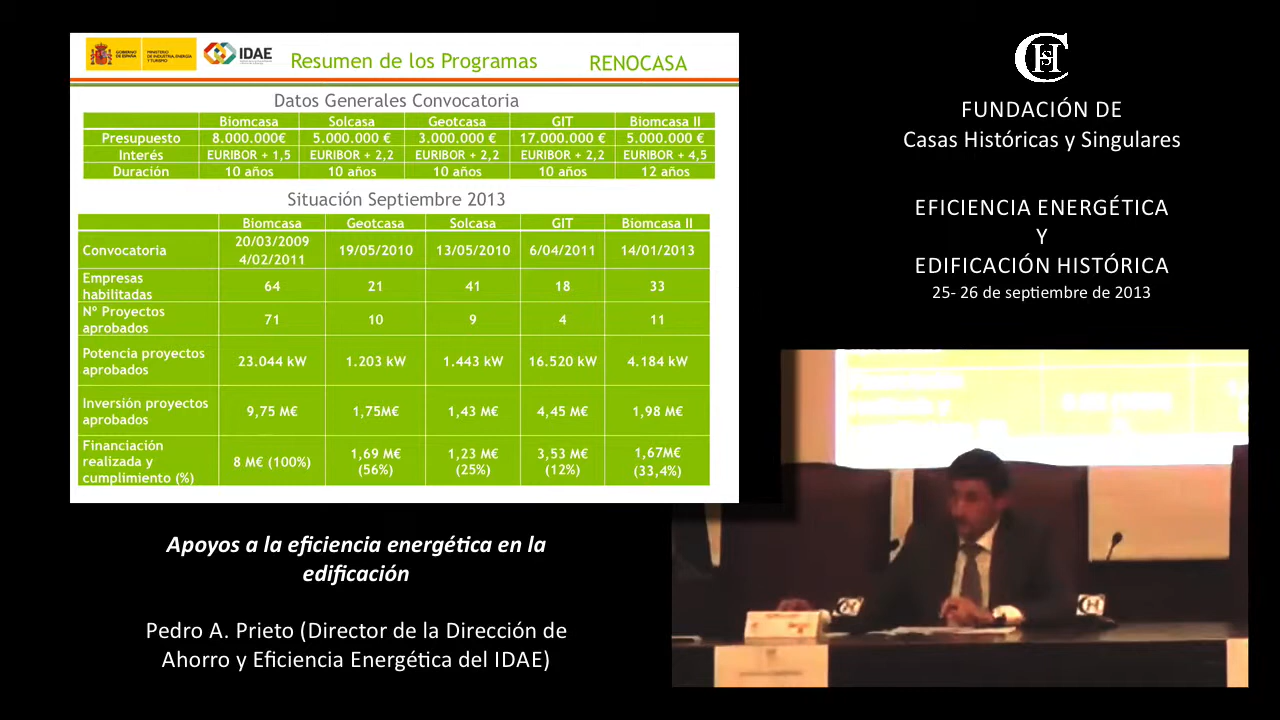 GOBIERNO DE ESPAÑA
MINISTERIO DE INDUSTRIA, ENERGÍA Y TURISMO
IDAE
Resumen de los Programas
RENOCASA
Datos Generales Convocatoria
Biomcasa Solcasa Geotcasa GIT Biomcasa II
Presupuesto 8.000.000€ 5.000.000 € 3.000.000 € 17.000.000 € 5.000.000 €
Interés EURIBOR + 1,5 EURIBOR + 2,2 EURIBOR + 2,2 EURIBOR + 2,2 EURIBOR + 4,5
Duración 10 años 10 años 10 años 10 años 12 años
Situación Septiembre 2013
Biomcasa Geotcasa Solcasa GIT Biomcasa II
Convocatoria 20/03/2009 4/02/2011 19/05/2010 13/05/2010 6/04/2011 14/01/2013
Empresas habilitadas 64 21 41 18 33
Nº Proyectos aprobados 71 10 9 4 11
Potencia proyectos aprobados 23.044 kW 1.203 kW 1.443 kW 16.520 kW 4.184 kW
Inversión proyectos aprobados 9,75 M€ 1,75M€ 1,43 M€ 4,45 M€ 1,98 M€
Financiación realizada y cumplimiento (%) 8 M€ (100%) 1,69 M€ (56%) 1,23 M€ (25%) 3,53 M€ (12%) 1,67M€ (33,4%)
FUNDACIÓN DE
Casas Históricas y Singulares
EFICIENCIA ENERGÉTICA
Y
EDIFICACIÓN HISTÓRICA
25- 26 de septiembre de 2013
Apoyos a la eficiencia energética en la
edificación
Pedro A. Prieto (Director de la Dirección de
Ahorro y Eficiencia Energética del IDAE)